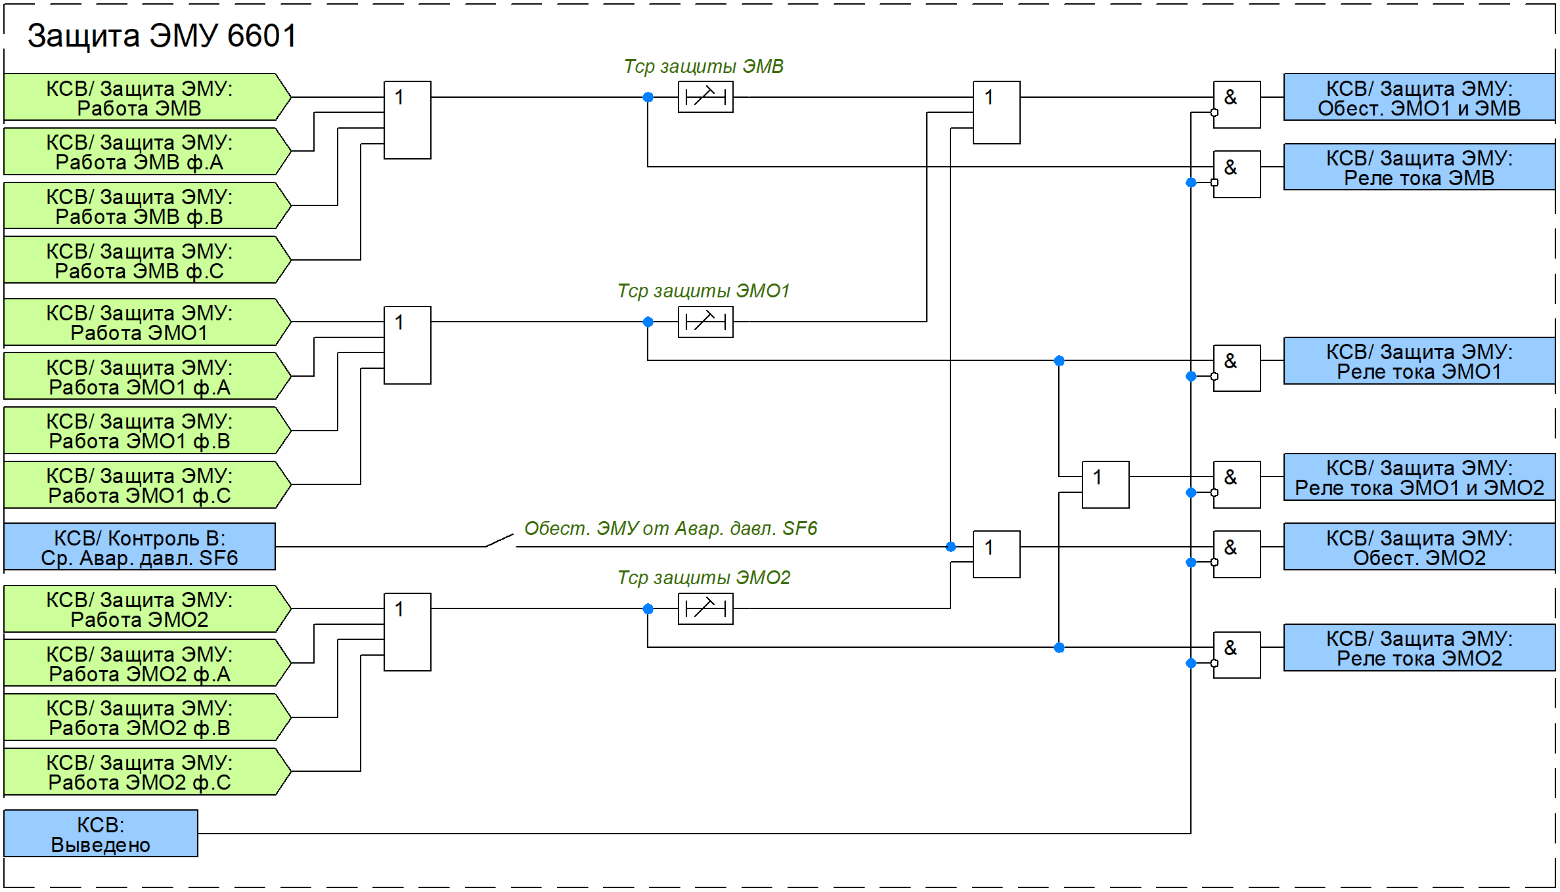 Защита ЭМУ 6601
КСВ/ Защита ЭМУ:
Работа ЭМВ
КСВ/ Защита ЭМУ:
Работа ЭМВ ф.А
КСВ/ Защита ЭМУ:
Работа ЭМВ ф.В
КСВ/ Защита ЭМУ:
Работа ЭМВ ф.С
КСВ/ Защита ЭМУ:
Работа ЭМО1
КСВ/ Защита ЭМУ:
Работа ЭМО1 ф.А
КСВ/ Защита ЭМУ:
Работа ЭМО1 ф.В
КСВ/ Защита ЭМУ:
Работа ЭМО1 ф.С
КСВ/ Контроль В:
Ср. Авар. давл. SF6
КСВ/ Защита ЭМУ:
Работа ЭМО2
КСВ/ Защита ЭМУ:
Работа ЭМО2 ф.А
КСВ/ Защита ЭМУ:
Работа ЭМО2 ф.В
КСВ/ Защита ЭМУ:
Работа ЭМО2 ф.С
КСВ:
Выведено
1
1
1
Тср защиты ЭМВ
Тср защиты ЭМО1
Обест. ЭМУ от Авар. давл. SF6
Тср защиты ЭМО2
1
1
1
&
&
&
&
&
&
КСВ/ Защита ЭМУ:
Обест. ЭМО1 и ЭМВ
КСВ/ Защита ЭМУ:
Реле тока ЭМВ
КСВ/ Защита ЭМУ:
Реле тока ЭМО1
КСВ/ Защита ЭМУ:
Реле тока ЭМО1 и ЭМО2
КСВ/ Защита ЭМУ:
Обест. ЭМО2
КСВ/ Защита ЭМУ:
Реле тока ЭМО2